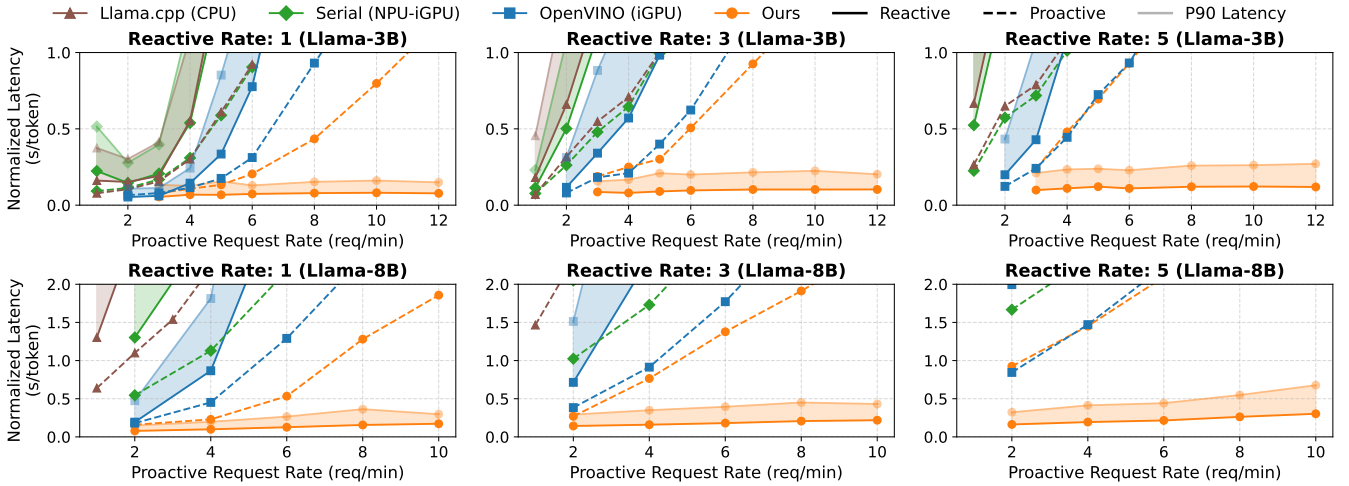 Llama.cpp (CPU) Serial (NPU-iGPU) OpenVINO (iGPU) Ours Reactive Proactive P90 Latency
Reactive Rate: 1 (Llama-3B)
Normalized Latency
(s/token)
1.0
0.5
0.0
2 4 6 8 10 12
Proactive Request Rate (req/min)
Reactive Rate: 3 (Llama-3B)
1.0
0.5
0.0
2 4 6 8 10 12
Proactive Request Rate (req/min)
Reactive Rate: 5 (Llama-3B)
1.0
0.5
0.0
2 4 6 8 10 12
Proactive Request Rate (req/min)
Reactive Rate: 1 (Llama-8B)
Normalized Latency
(s/token)
2.0
1.5
1.0
0.5
0.0
2 4 6 8 10
Proactive Request Rate (req/min)
Reactive Rate: 3 (Llama-8B)
2.0
1.5
1.0
0.5
0.0
2 4 6 8 10
Proactive Request Rate (req/min)
Reactive Rate: 5 (Llama-8B)
2.0
1.5
1.0
0.5
0.0
2 4 6 8 10
Proactive Request Rate (req/min)